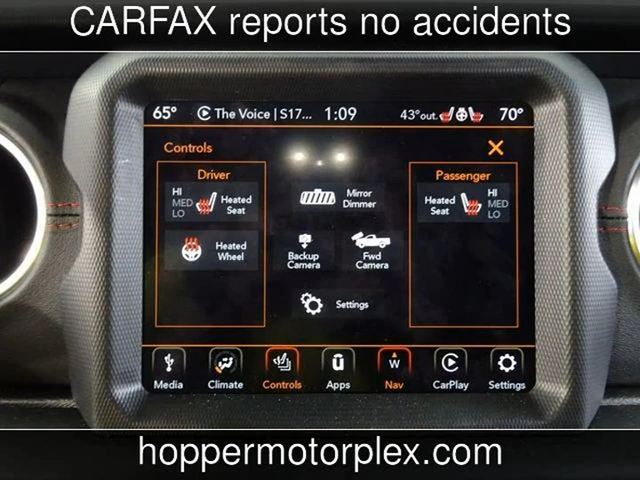 CARFAX reports no accidents
65° The Voice | S17... 1:09 43°out. 70°
Controls
Driver
Passenger
HI
MED
LO
Heated
Seat
Mirror
Dimmer
Heated
Seat
HI
MED
LO
Heated
Wheel
Backup
Camera
Fwd
Camera
Settings
Media Climate Controls Apps W Nav CarPlay Settings
hoppermotorplex.com